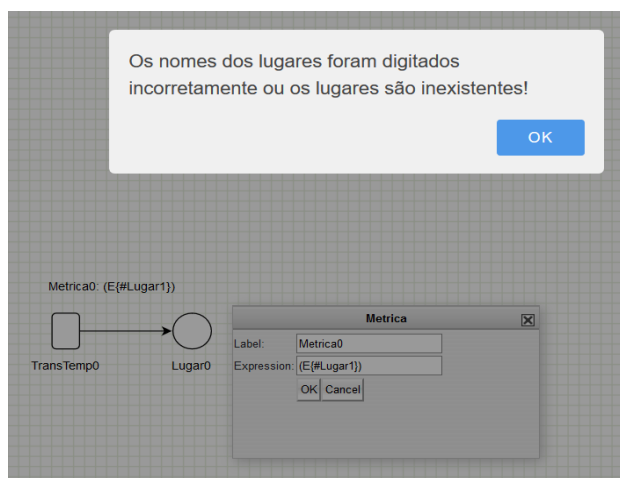 Os nomes dos lugares foram digitados
incorretamente ou os lugares são inexistentes!
OK
Metrica0: (E{#Lugar1})
TransTemp0
Lugar0
Metrica
Label: Metrica0
Expression: (E{#Lugar1})
OK Cancel